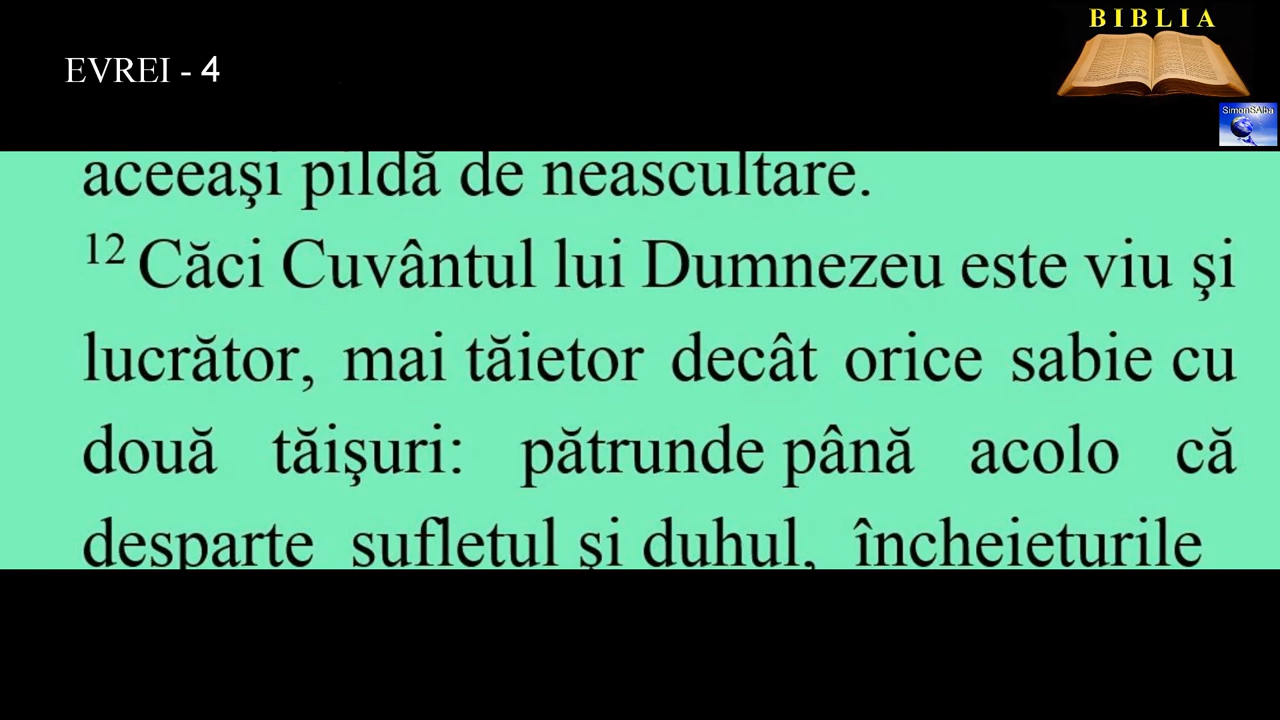 BIBLIA
EVREI - 4
SimonSAlba
aceeaşi pildă de neascultare.
12 Căci Cuvântul lui Dumnezeu este viu şi
lucrător, mai tăietor decât orice sabie cu
două tăişuri: pătrunde până acolo că
desparte sufletul şi duhul, încheieturile